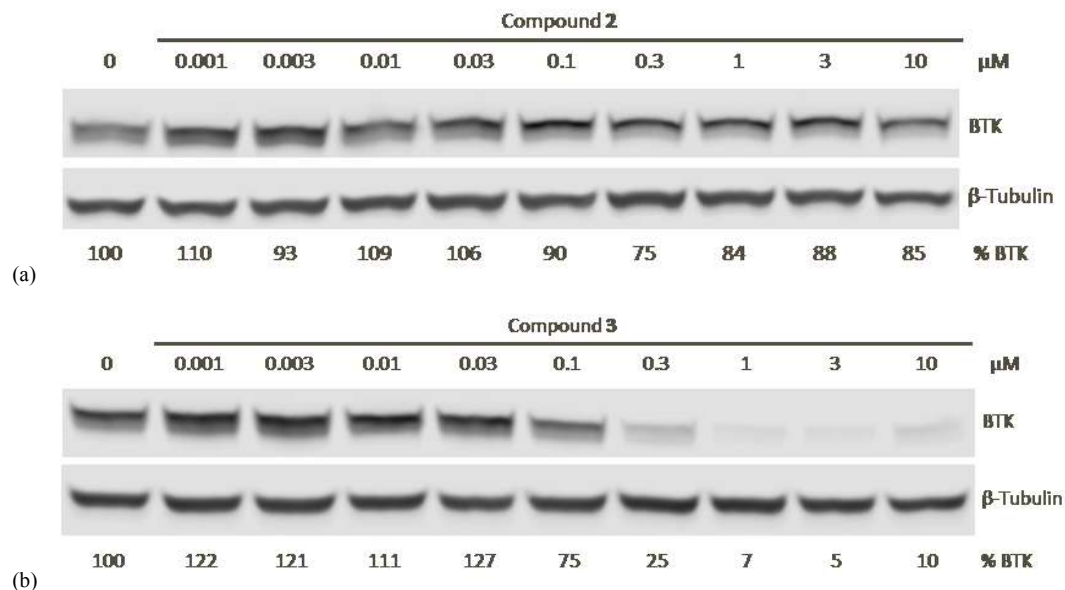 Compound 2
0 0.001 0.003 0.01 0.03 0.1 0.3 1 3 10 µM
BTK
β-Tubulin
100 110 93 109 106 90 75 84 88 85 % BTK
(a)
Compound 3
0 0.001 0.003 0.01 0.03 0.1 0.3 1 3 10 µM
BTK
β-Tubulin
100 122 121 111 127 75 25 7 5 10 % BTK
(b)